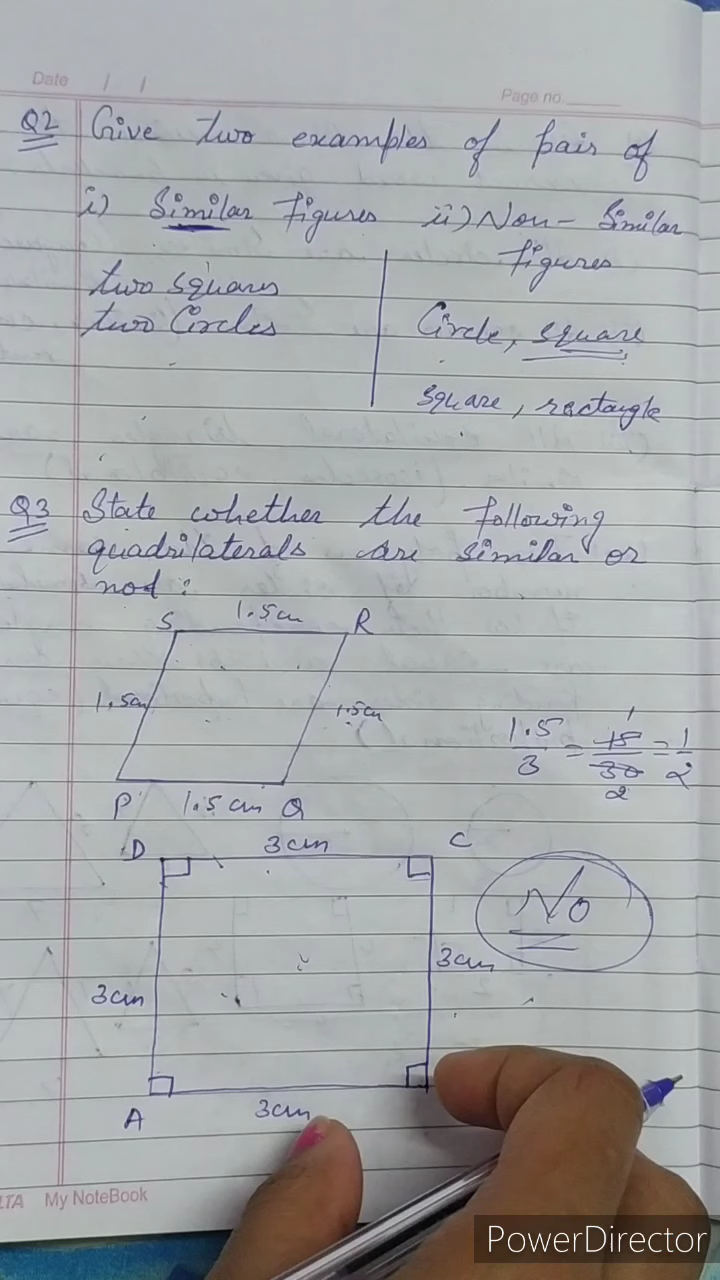 Date / /
Page no.
Q2 Give two examples of pair of
i) Similar figures ii) Non- Similar
figures
two squares
two Circles
Circle, square
square, rectangle
Q3 State whether the following
quadrilaterals are similar or
not:
S 1.5cm R
1.5cm 1.5cm
P 1.5cm Q
1.5/3 = 15/30 = 1/2
1
2
D 3cm C
No
3cm 3cm
A 3cm
LTA My NoteBook
PowerDirector